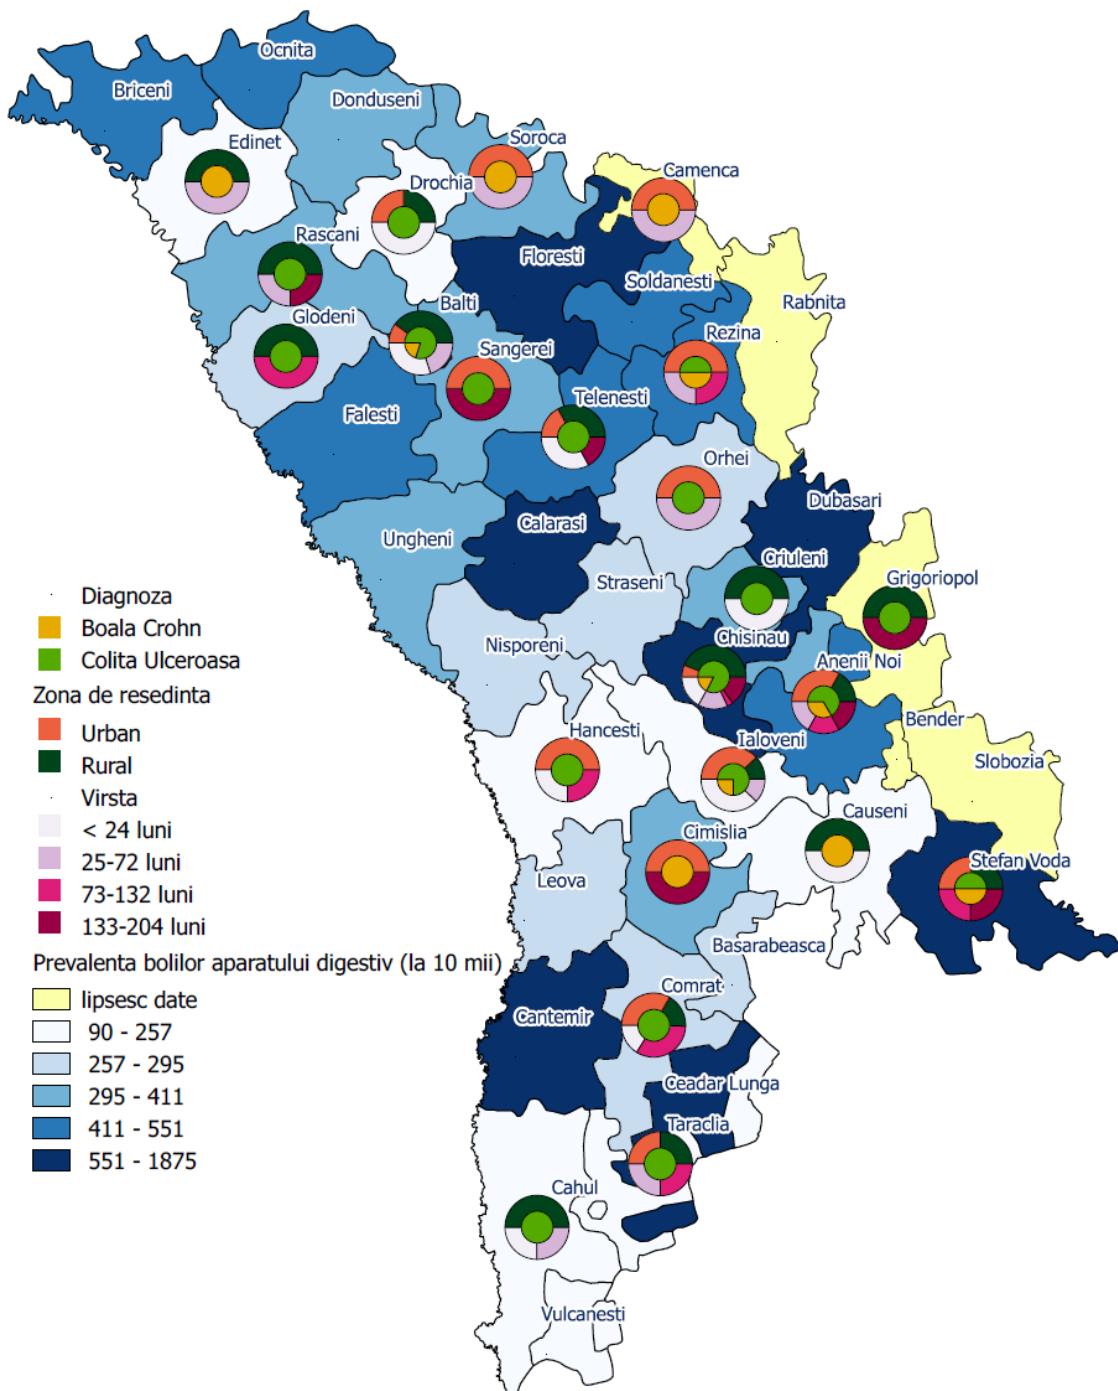 Ocnita
Briceni
Donduseni
Edinet
Soroca
Camenca
Drochia
Rascani
Floresti
Soldanesti
Rabnita
Glodeni
Balti
Rezina
Sangerei
Telenesti
Falesti
Orhei
Dubasari
Calarasi
Ungheni
Criuleni
Straseni
Grigoriopol
Nisporeni
Chisinau
Anenii Noi
Bender
Hancesti
Ialoveni
Slobozia
Causeni
Cimislia
Stefan Voda
Leova
Basarabeasca
Comrat
Cantemir
Ceadar Lunga
Taraclia
Cahul
Vulcanesti
Diagnoza
Boala Crohn
Colita Ulceroasa
Zona de resedinta
Urban
Rural
Virsta
< 24 luni
25-72 luni
73-132 luni
133-204 luni
Prevalenta bolilor aparatului digestiv (la 10 mii)
lipsesc date
90 - 257
257 - 295
295 - 411
411 - 551
551 - 1875